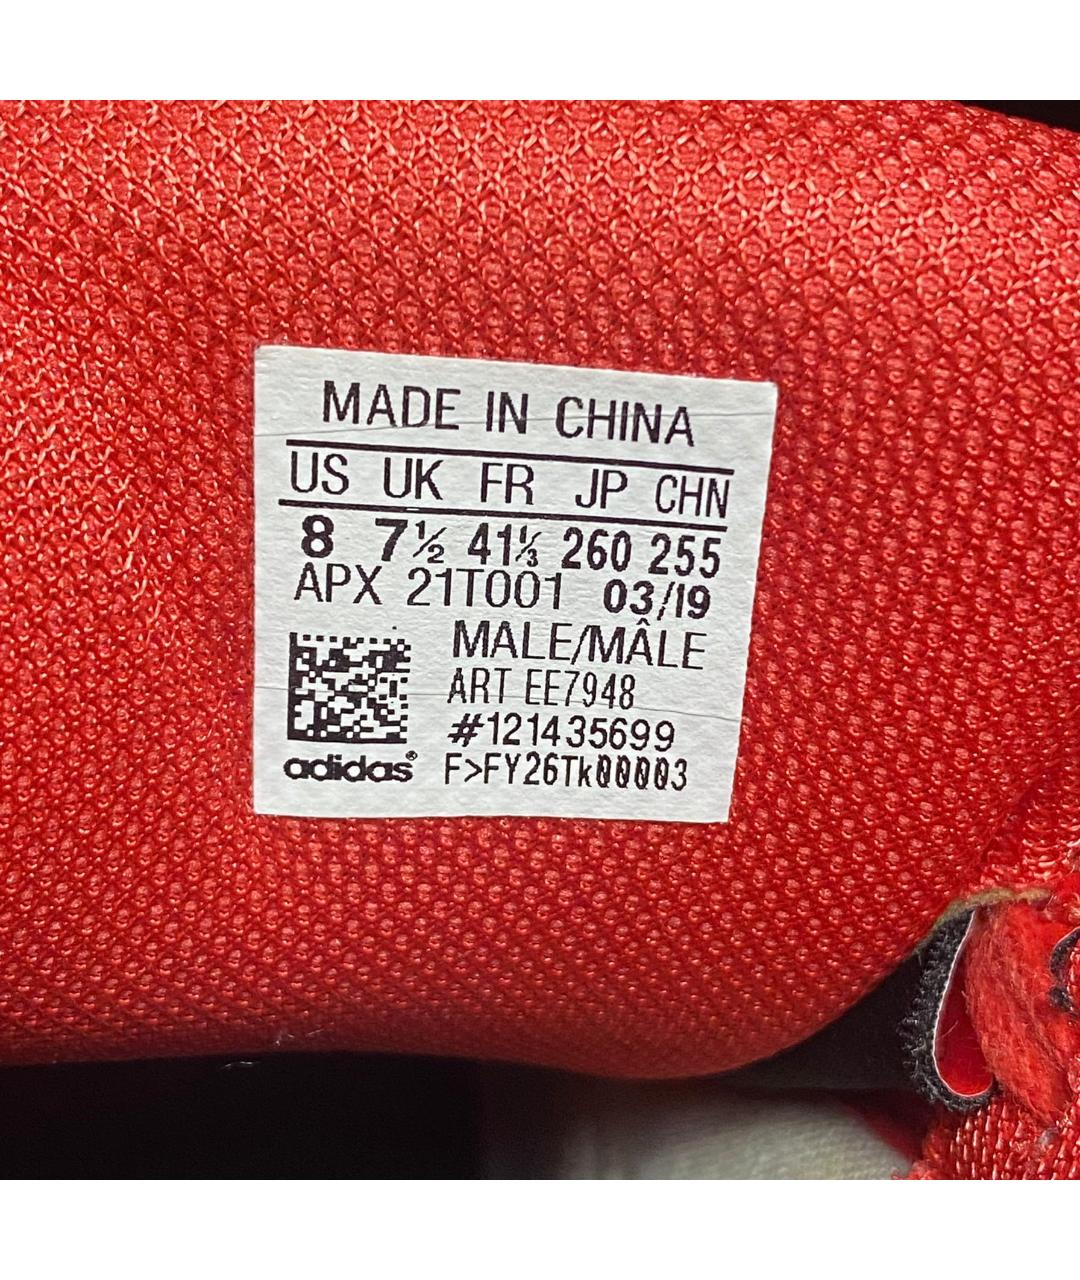 MADE IN CHINA
US UK FR JP CHN
8 7½ 41⅓ 260 255
APX 21T001 03/19
MALE/MÂLE
ART EE7948
#121435699
adidas® F>FY26Tk00003